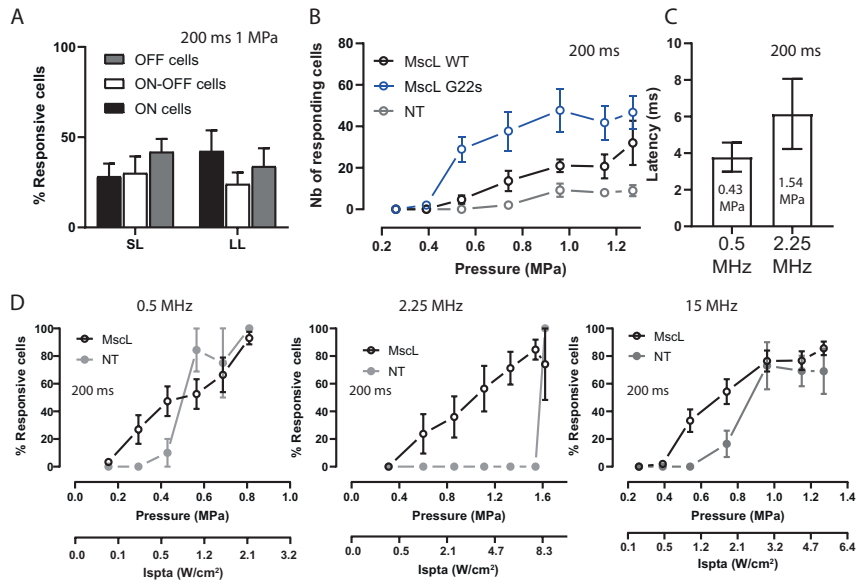 A
200 ms 1 MPa
OFF cells
ON-OFF cells
ON cells
% Responsive cells
100
50
0
SL
LL
B
200 ms
MscL WT
MscL G22s
NT
Nb of responding cells
80
60
40
20
0
0.2 0.4 0.6 0.8 1.0 1.2
Pressure (MPa)
C
200 ms
Latency (ms)
10
8
6
4
2
0
0.43 MPa
1.54 MPa
0.5 MHz
2.25 MHz
D
0.5 MHz
MscL
NT
200 ms
% Responsive cells
100
80
60
40
20
0
0.0 0.2 0.4 0.6 0.8 1.0
Pressure (MPa)
0.0 0.1 0.5 1.2 2.1 3.2
Ispta (W/cm²)
2.25 MHz
MscL
NT
200 ms
% Responsive cells
100
80
60
40
20
0
0.0 0.4 0.8 1.2 1.6
Pressure (MPa)
0.0 0.5 2.1 4.7 8.3
Ispta (W/cm²)
15 MHz
MscL
NT
200 ms
% Responsive cells
100
80
60
40
20
0
0.2 0.4 0.6 0.8 1.0 1.2 1.4
Pressure (MPa)
0.1 0.5 1.2 2.1 3.2 4.7 6.4
Ispta (W/cm²)